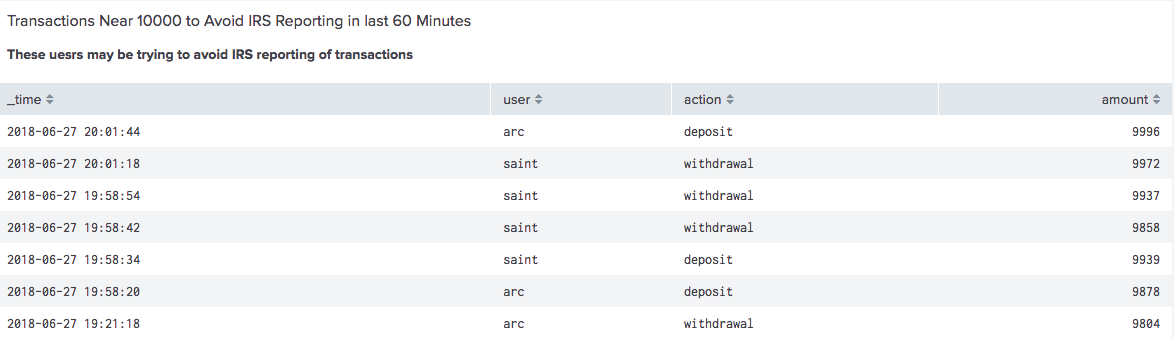 Transactions Near 10000 to Avoid IRS Reporting in last 60 Minutes
These uesrs may be trying to avoid IRS reporting of transactions
_time user action amount
2018-06-27 20:01:44 arc deposit 9996
2018-06-27 20:01:18 saint withdrawal 9972
2018-06-27 19:58:54 saint withdrawal 9937
2018-06-27 19:58:42 saint withdrawal 9858
2018-06-27 19:58:34 saint deposit 9939
2018-06-27 19:58:20 arc deposit 9878
2018-06-27 19:21:18 arc withdrawal 9804